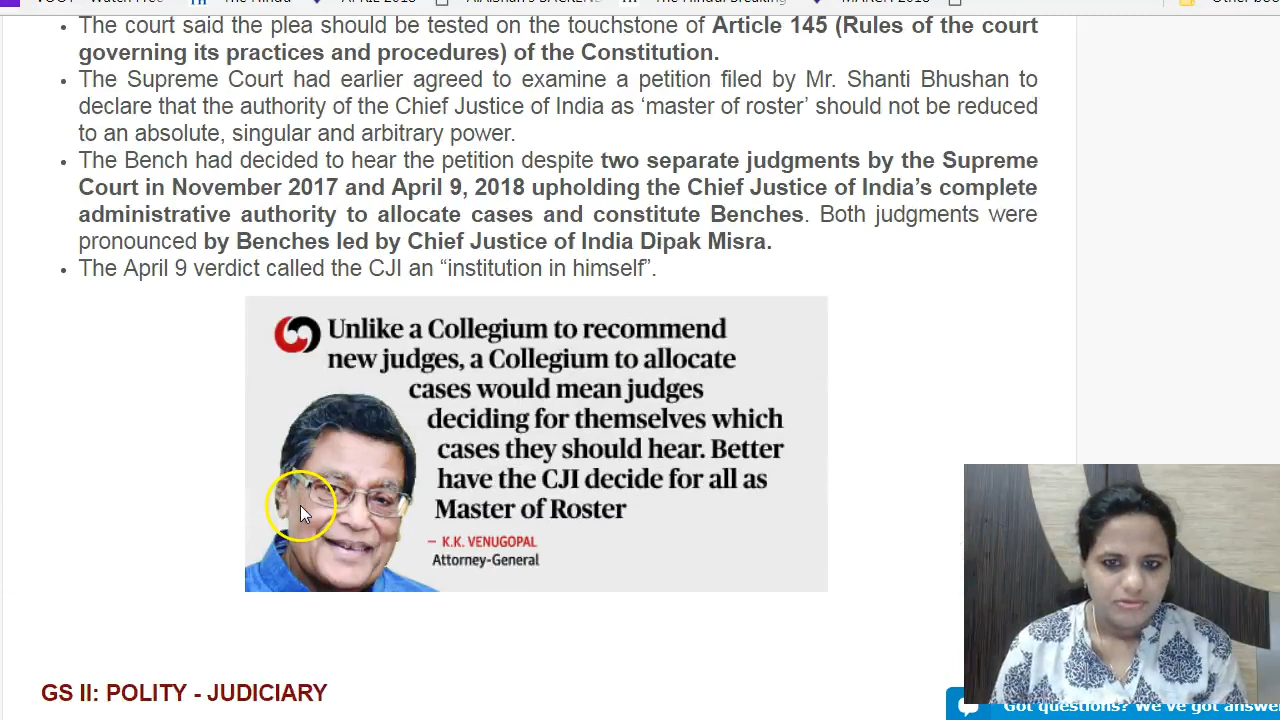 The Hindu
APRIL 2018
MARCH 2018
• The court said the plea should be tested on the touchstone of Article 145 (Rules of the court
governing its practices and procedures) of the Constitution.
• The Supreme Court had earlier agreed to examine a petition filed by Mr. Shanti Bhushan to
declare that the authority of the Chief Justice of India as ‘master of roster’ should not be reduced
to an absolute, singular and arbitrary power.
• The Bench had decided to hear the petition despite two separate judgments by the Supreme
Court in November 2017 and April 9, 2018 upholding the Chief Justice of India’s complete
administrative authority to allocate cases and constitute Benches. Both judgments were
pronounced by Benches led by Chief Justice of India Dipak Misra.
• The April 9 verdict called the CJI an “institution in himself”.
Unlike a Collegium to recommend
new judges, a Collegium to allocate
cases would mean judges
deciding for themselves which
cases they should hear. Better
have the CJI decide for all as
Master of Roster
– K.K. VENUGOPAL
Attorney-General
GS II: POLITY - JUDICIARY
Got questions? We've got answe